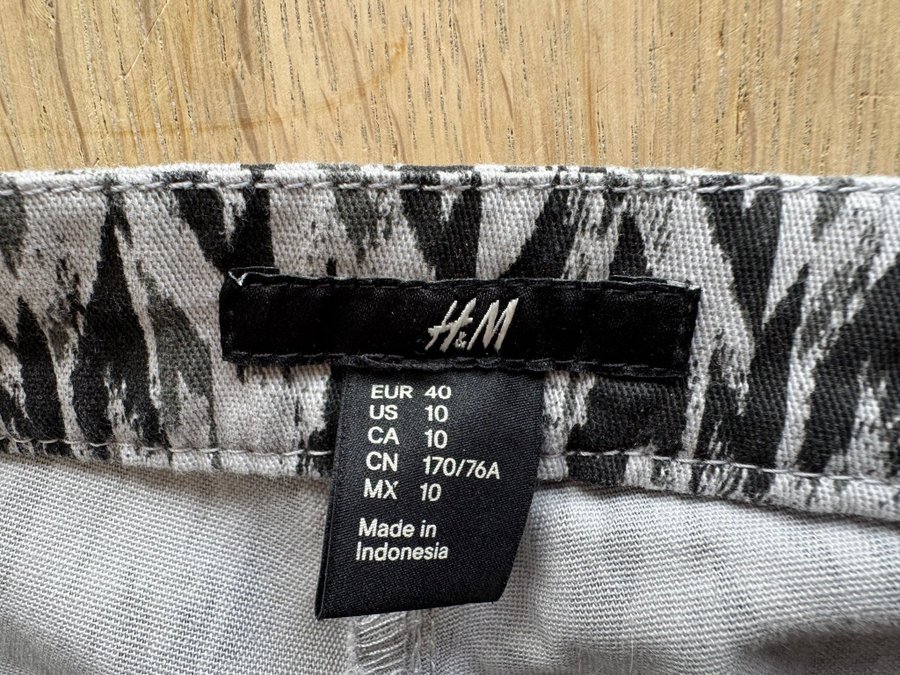 H&M
EUR 40
US 10
CA 10
CN 170/76A
MX 10
Made in
Indonesia